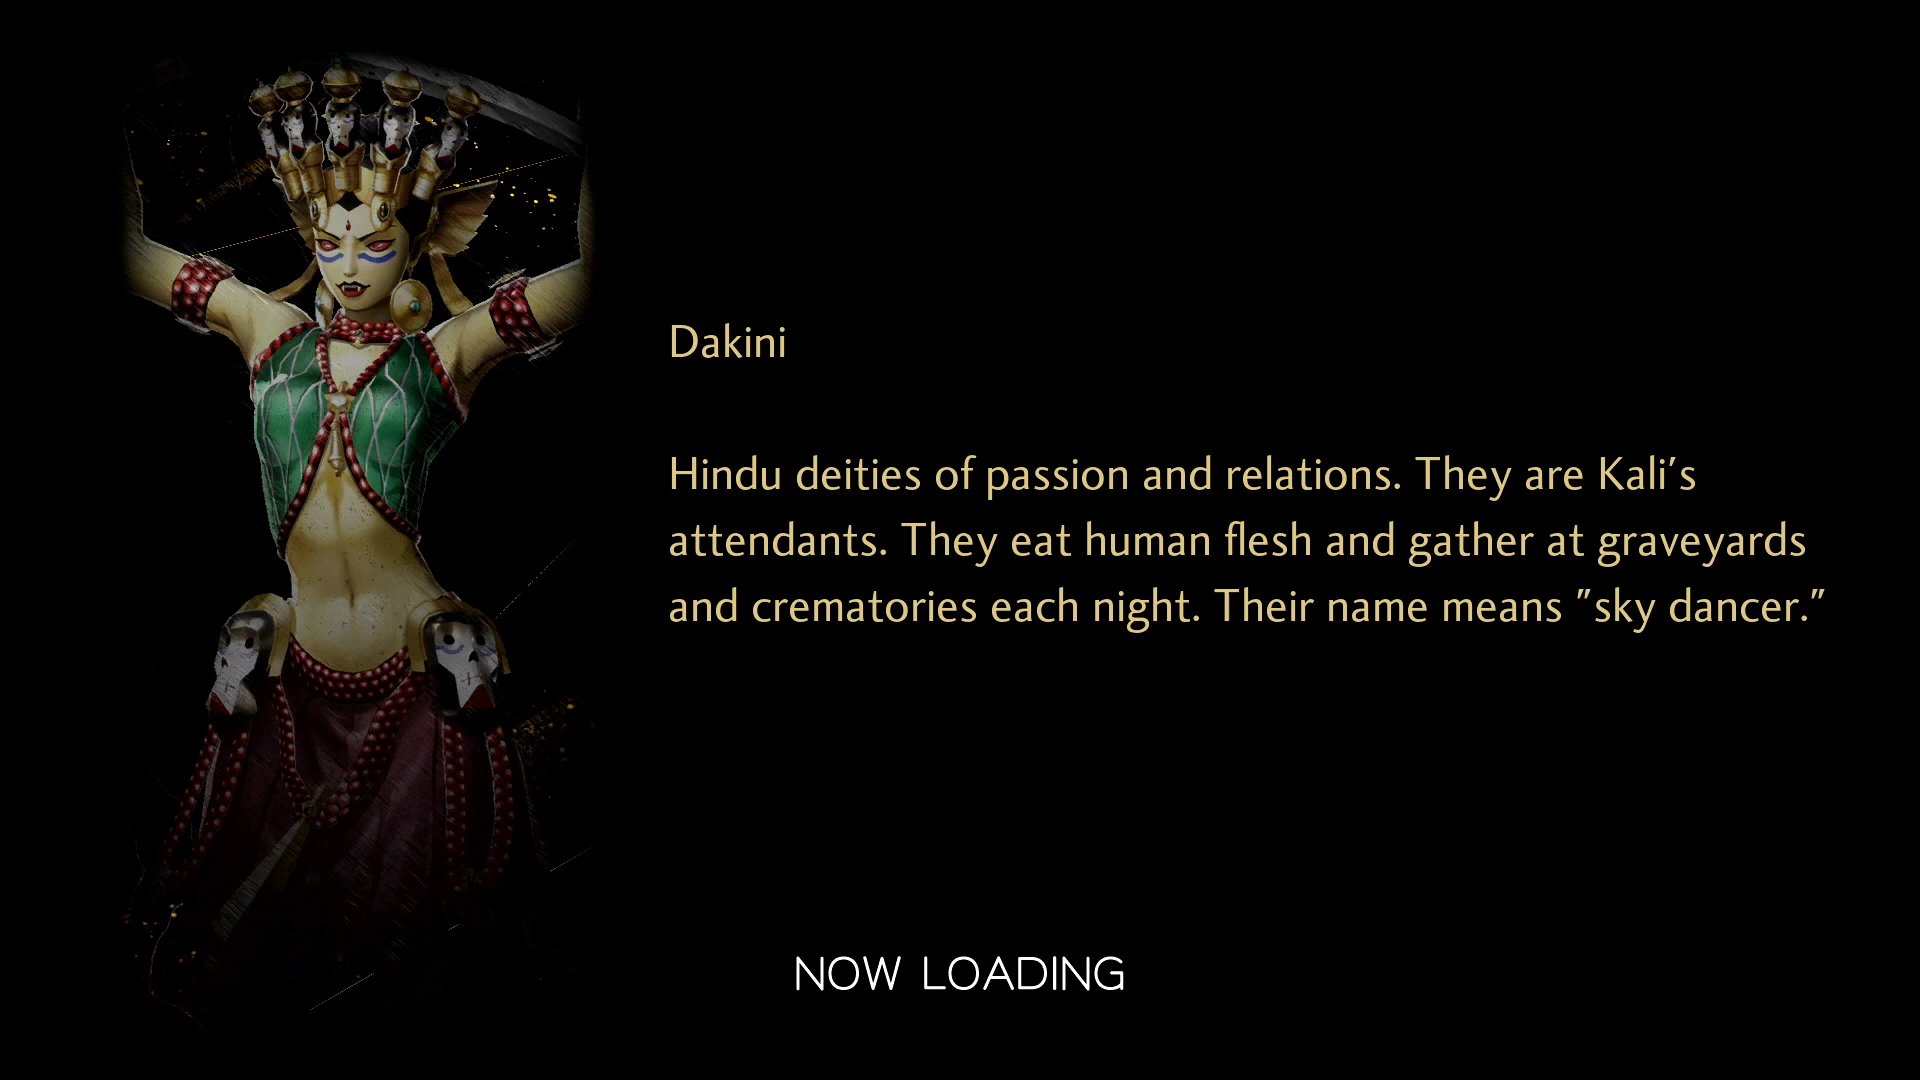 Dakini
Hindu deities of passion and relations. They are Kali's
attendants. They eat human flesh and gather at graveyards
and crematories each night. Their name means "sky dancer."
NOW LOADING